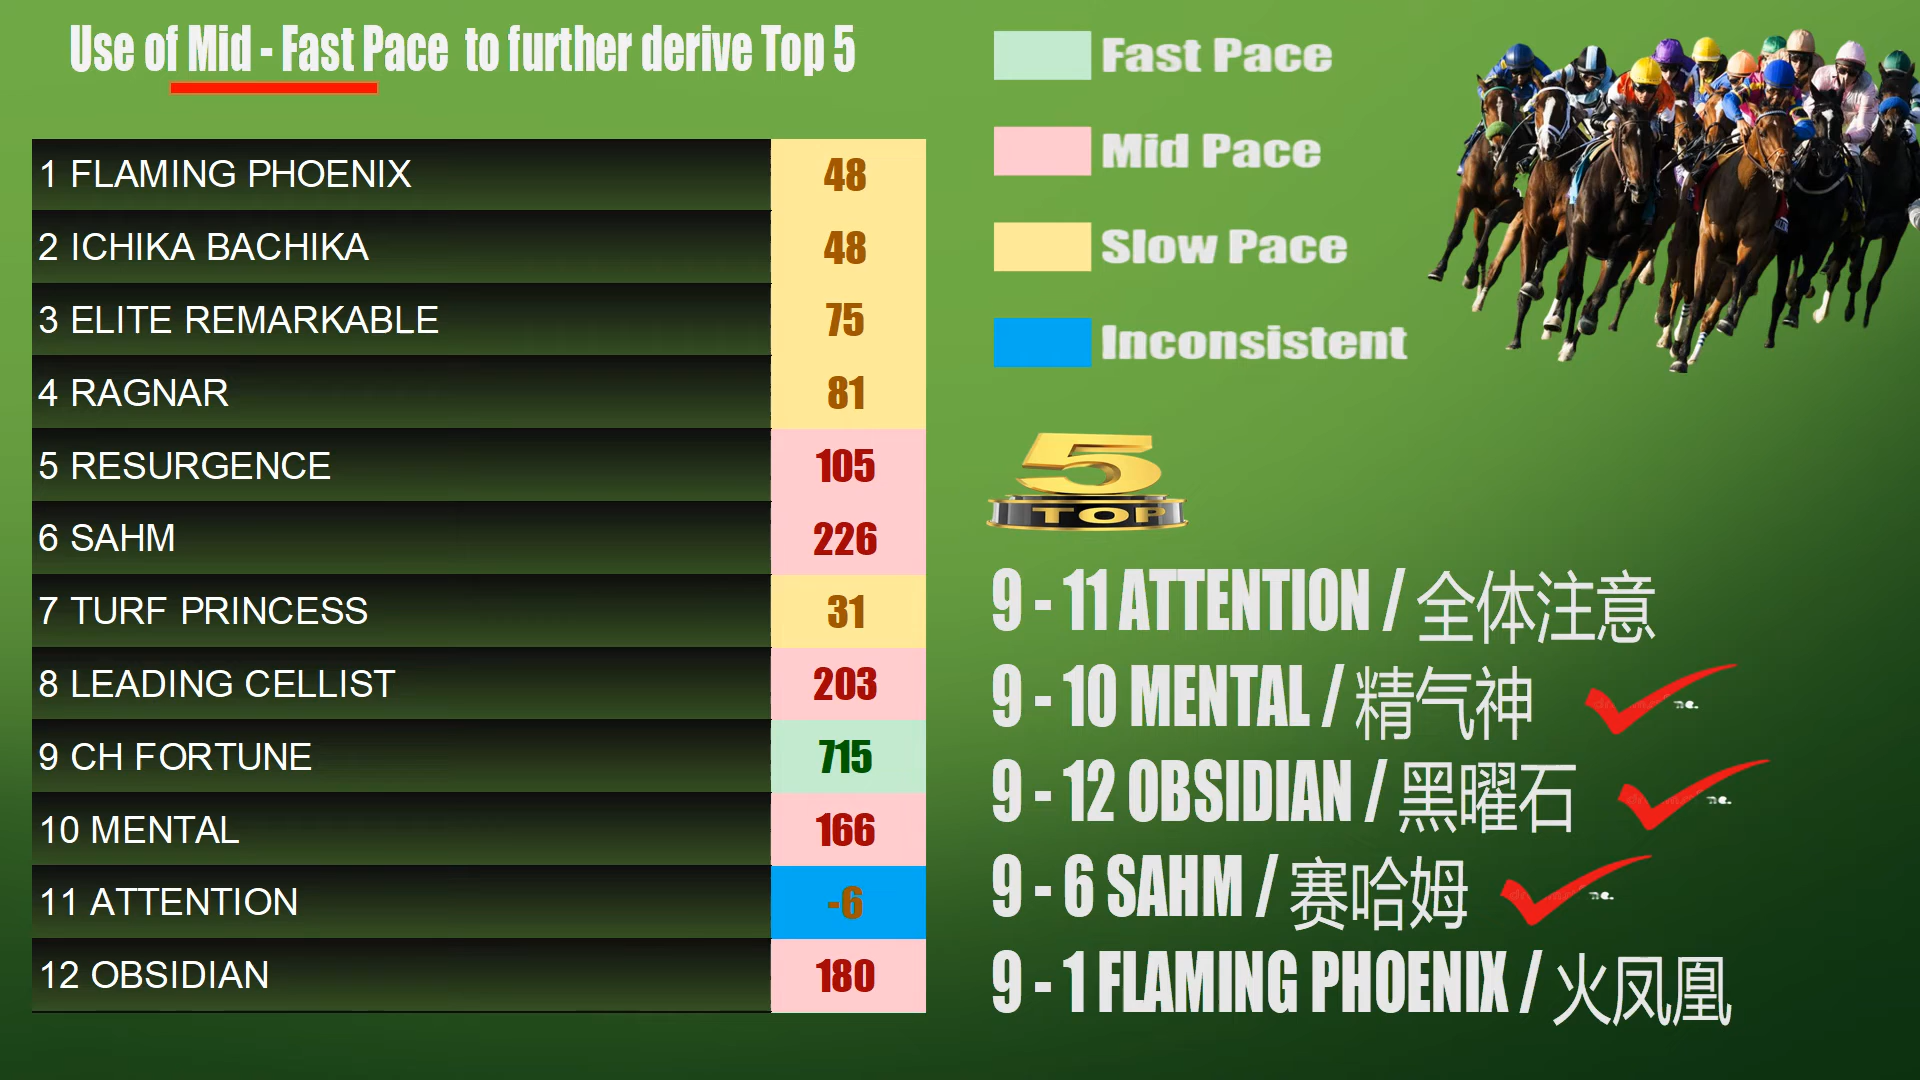 Use of Mid - Fast Pace to further derive Top 5
1 FLAMING PHOENIX 48
2 ICHIKA BACHIKA 48
3 ELITE REMARKABLE 75
4 RAGNAR 81
5 RESURGENCE 105
6 SAHM 226
7 TURF PRINCESS 31
8 LEADING CELLIST 203
9 CH FORTUNE 715
10 MENTAL 166
11 ATTENTION -6
12 OBSIDIAN 180
Fast Pace
Mid Pace
Slow Pace
Inconsistent
5
TOP
9 - 11 ATTENTION / 全体注意
9 - 10 MENTAL / 精气神
9 - 12 OBSIDIAN / 黑曜石
9 - 6 SAHM / 赛哈姆
9 - 1 FLAMING PHOENIX / 火凤凰